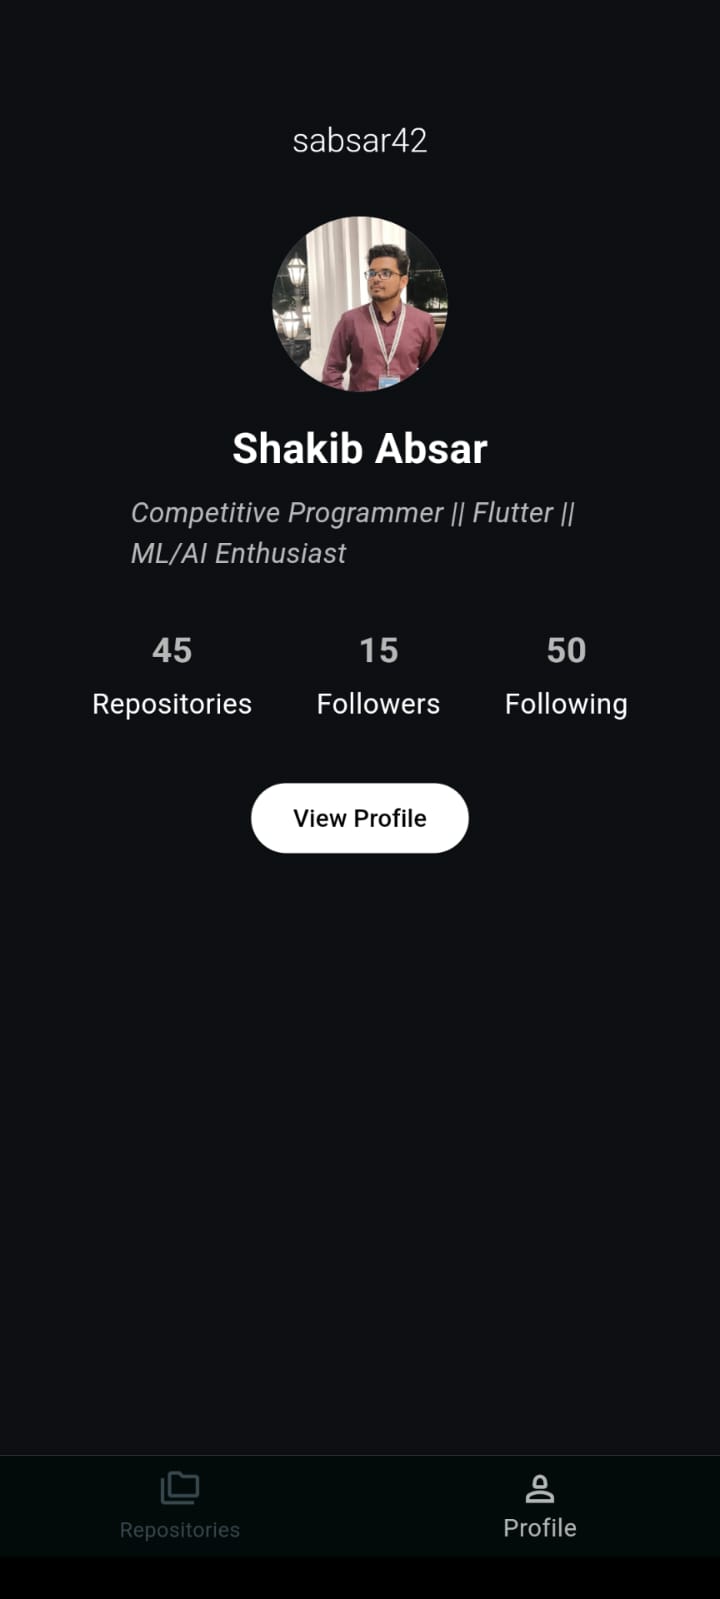 sabsar42
Shakib Absar
Competitive Programmer || Flutter ||
ML/AI Enthusiast
45 15 50
Repositories Followers Following
View Profile
Repositories Profile